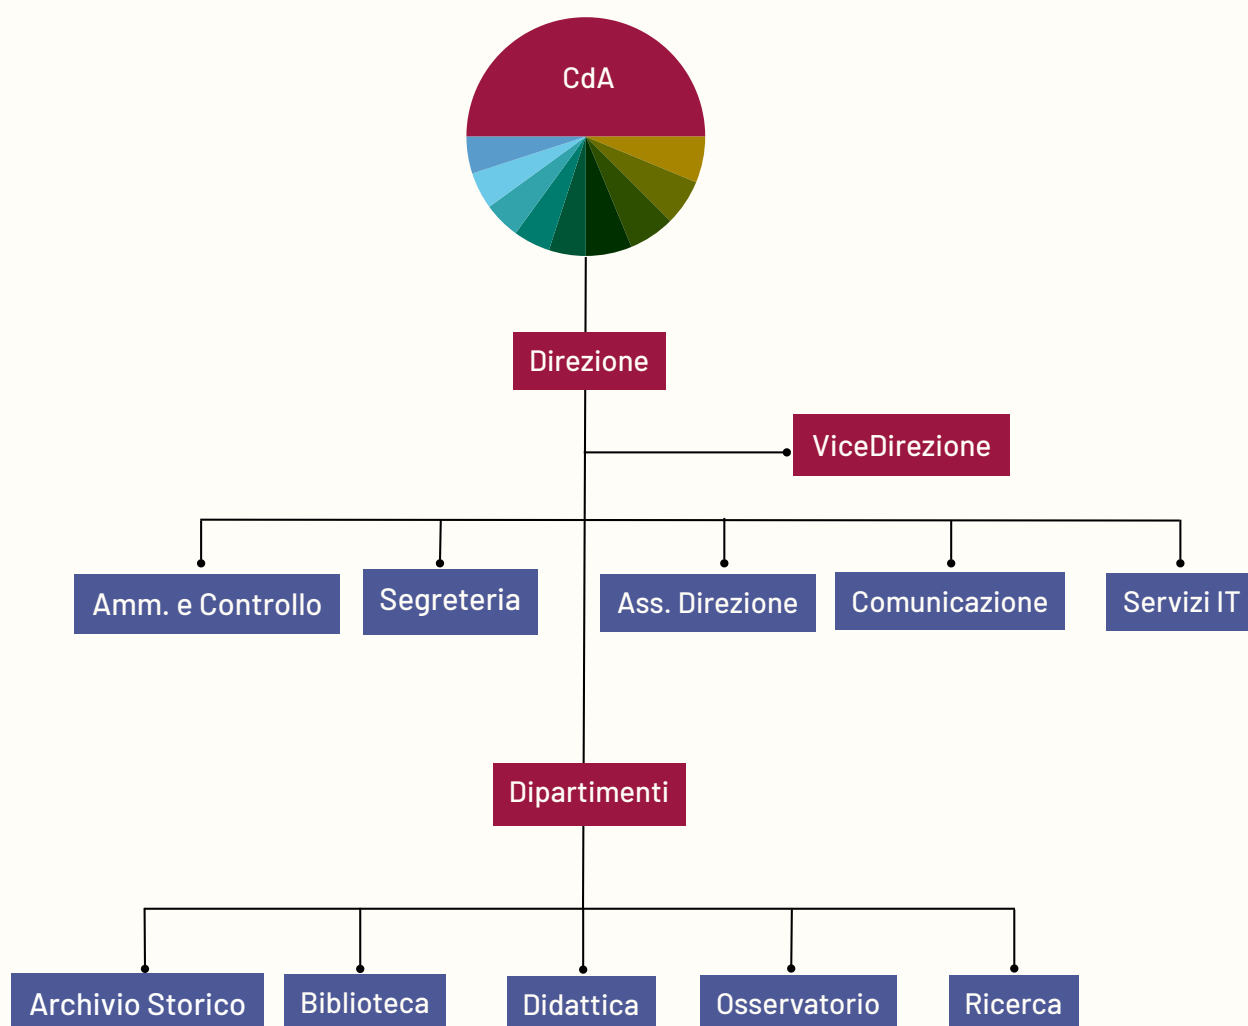 CdA
Direzione
ViceDirezione
Amm. e Controllo
Segreteria
Ass. Direzione
Comunicazione
Servizi IT
Dipartimenti
Archivio Storico
Biblioteca
Didattica
Osservatorio
Ricerca